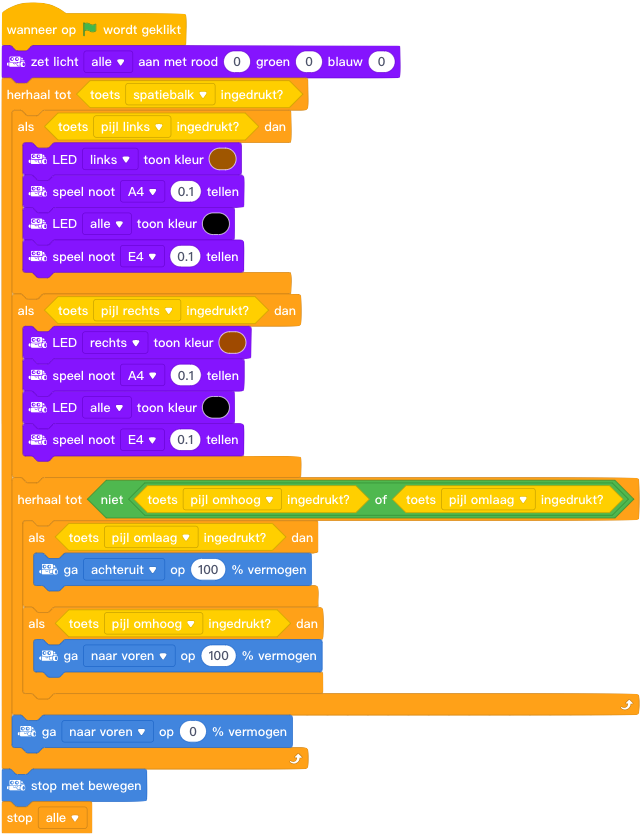 wanneer op wordt geklikt
zet licht alle aan met rood 0 groen 0 blauw 0
herhaal tot toets spatiebalk ingedrukt?
als toets pijl links ingedrukt? dan
LED links toon kleur
speel noot A4 0.1 tellen
LED alle toon kleur
speel noot E4 0.1 tellen
als toets pijl rechts ingedrukt? dan
LED rechts toon kleur
speel noot A4 0.1 tellen
LED alle toon kleur
speel noot E4 0.1 tellen
herhaal tot niet toets pijl omhoog ingedrukt? of toets pijl omlaag ingedrukt?
als toets pijl omlaag ingedrukt? dan
ga achteruit op 100 % vermogen
als toets pijl omhoog ingedrukt? dan
ga naar voren op 100 % vermogen
ga naar voren op 0 % vermogen
stop met bewegen
stop alle